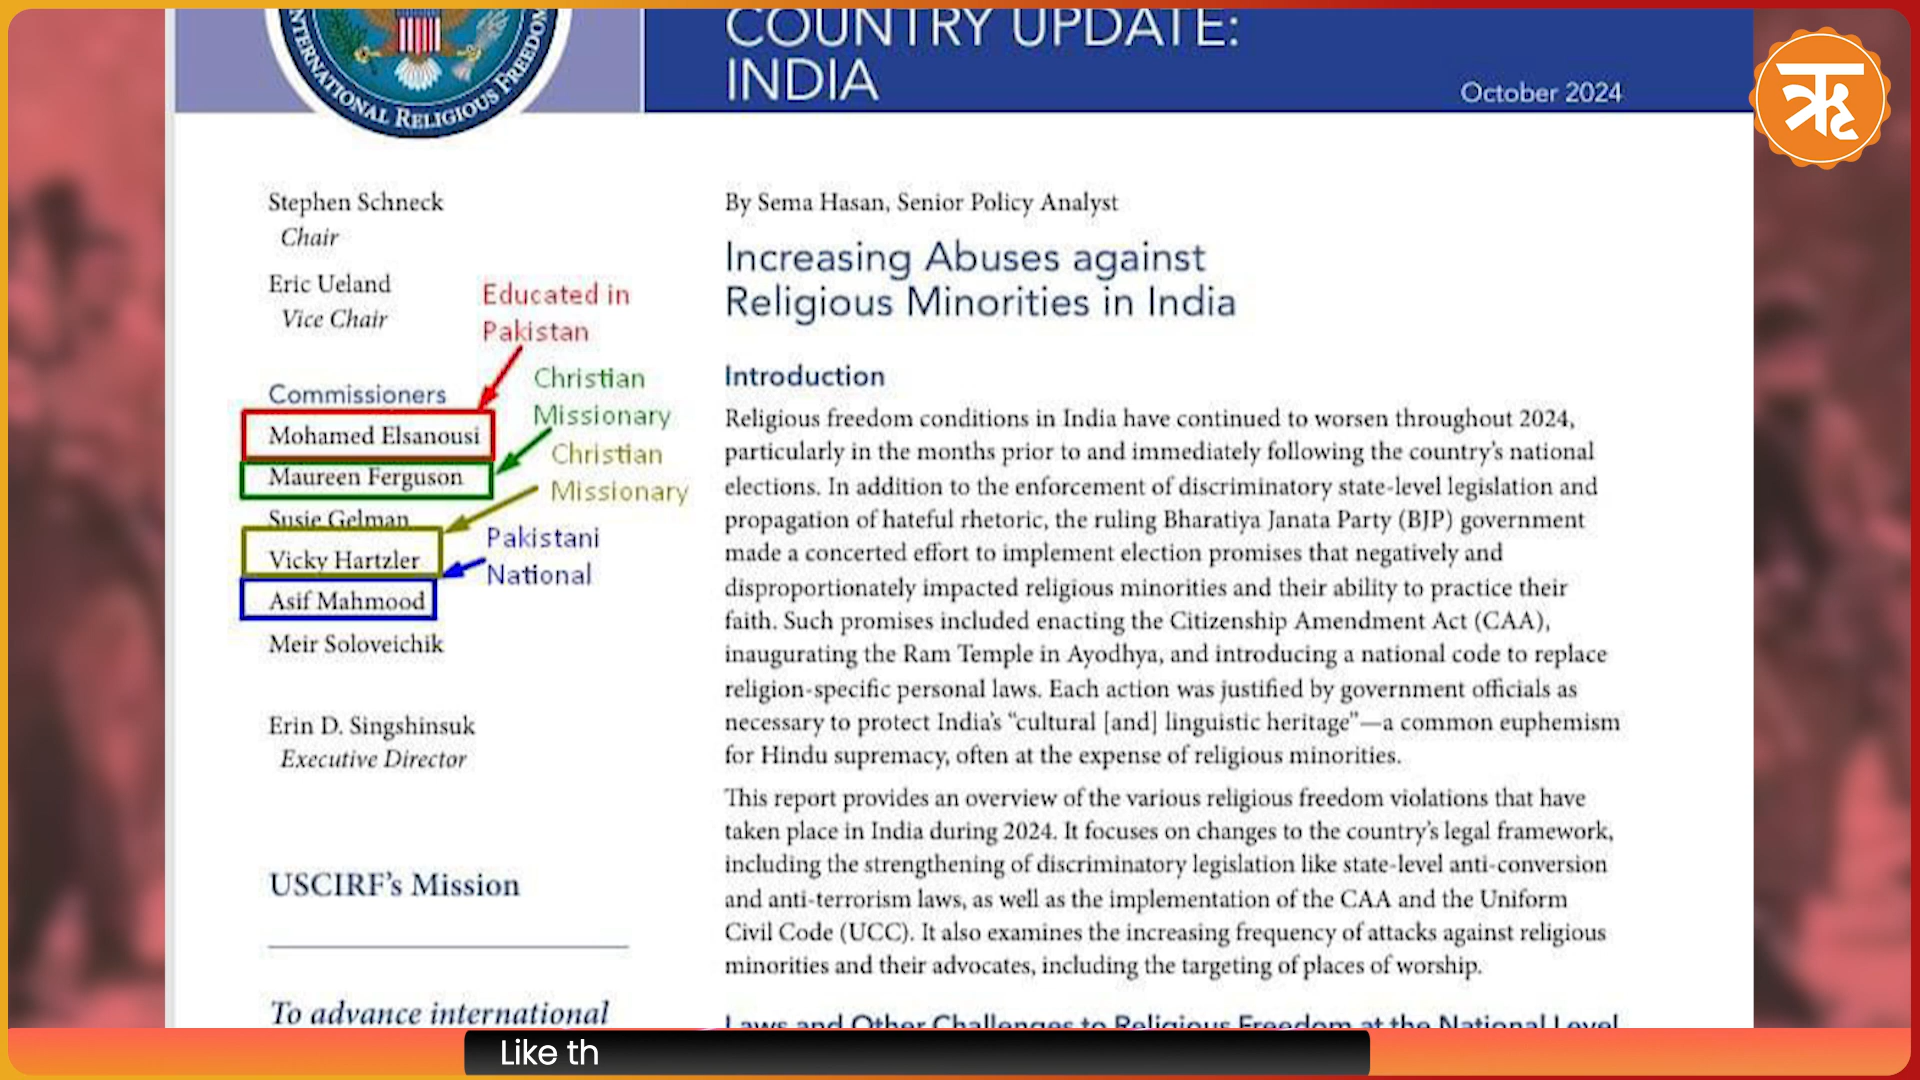 COUNTRY UPDATE:
INDIA
October 2024
INTERNATIONAL RELIGIOUS FREEDOM
ऋ
Stephen Schneck
Chair
Eric Ueland
Vice Chair
Educated in
Pakistan
Christian
Missionary
Christian
Missionary
Pakistani
National
Commissioners
Mohamed Elsanousi
Maureen Ferguson
Susie Gelman
Vicky Hartzler
Asif Mahmood
Meir Soloveichik
Erin D. Singshinsuk
Executive Director
USCIRF's Mission
To advance international
By Sema Hasan, Senior Policy Analyst
Increasing Abuses against
Religious Minorities in India
Introduction
Religious freedom conditions in India have continued to worsen throughout 2024,
particularly in the months prior to and immediately following the country's national
elections. In addition to the enforcement of discriminatory state-level legislation and
propagation of hateful rhetoric, the ruling Bharatiya Janata Party (BJP) government
made a concerted effort to implement election promises that negatively and
disproportionately impacted religious minorities and their ability to practice their
faith. Such promises included enacting the Citizenship Amendment Act (CAA),
inaugurating the Ram Temple in Ayodhya, and introducing a national code to replace
religion-specific personal laws. Each action was justified by government officials as
necessary to protect India's "cultural [and] linguistic heritage"—a common euphemism
for Hindu supremacy, often at the expense of religious minorities.
This report provides an overview of the various religious freedom violations that have
taken place in India during 2024. It focuses on changes to the country's legal framework,
including the strengthening of discriminatory legislation like state-level anti-conversion
and anti-terrorism laws, as well as the implementation of the CAA and the Uniform
Civil Code (UCC). It also examines the increasing frequency of attacks against religious
minorities and their advocates, including the targeting of places of worship.
Laws and Other Challenges to Religious Freedom at the National Level
Like th